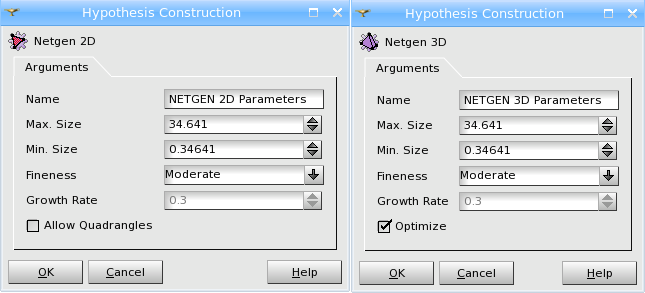 Hypothesis Construction
Netgen 2D
Arguments
Name NETGEN 2D Parameters
Max. Size 34.641
Min. Size 0.34641
Fineness Moderate
Growth Rate 0.3
Allow Quadrangles
OK Cancel Help
Hypothesis Construction
Netgen 3D
Arguments
Name NETGEN 3D Parameters
Max. Size 34.641
Min. Size 0.34641
Fineness Moderate
Growth Rate 0.3
Optimize
OK Cancel Help